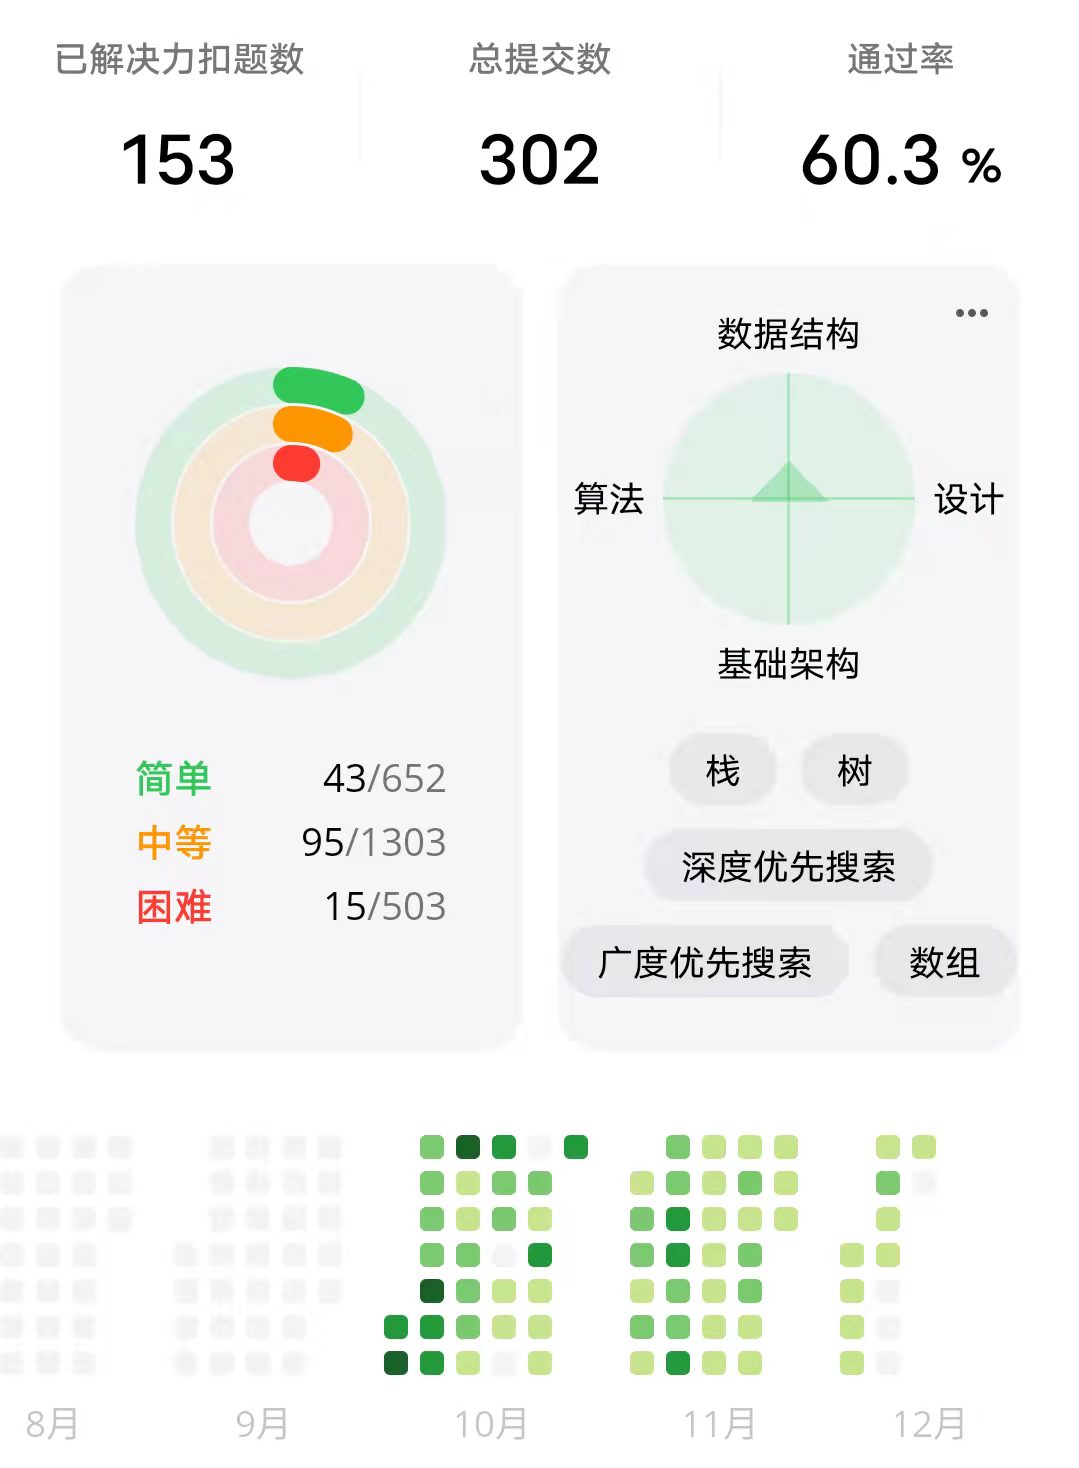 已解决力扣题数 总提交数 通过率
153 302 60.3 %
数据结构
算法 设计
基础架构
简单 43/652
中等 95/1303
困难 15/503
栈 树
深度优先搜索
广度优先搜索 数组
8月 9月 10月 11月 12月